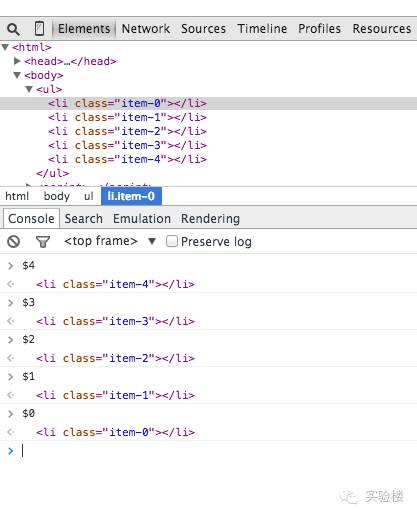 Elements Network Sources Timeline Profiles Resources
<html>
<head>…</head>
<body>
<ul>
<li class="item-0"></li>
<li class="item-1"></li>
<li class="item-2"></li>
<li class="item-3"></li>
<li class="item-4"></li>
</ul>
html body ul li.item-0
Console Search Emulation Rendering
<top frame> ▼ Preserve log
> $4
<li class="item-4"></li>
> $3
<li class="item-3"></li>
> $2
<li class="item-2"></li>
> $1
<li class="item-1"></li>
> $0
<li class="item-0"></li>
>
实验楼